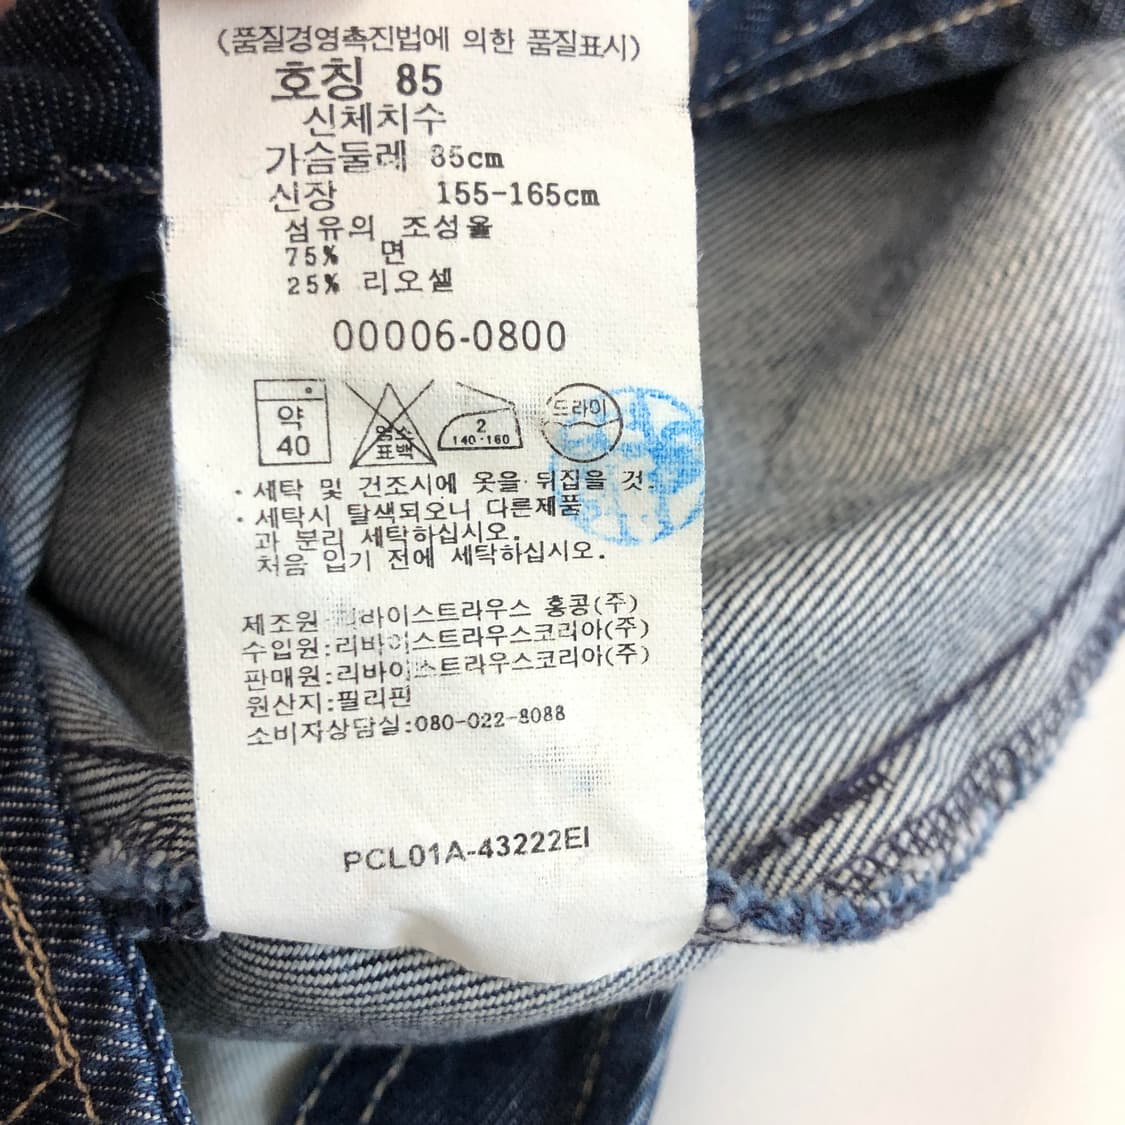 (품질경영촉진법에 의한 품질표시)
호칭 85
신체치수
가슴둘레 85cm
신장 155-165cm
섬유의 조성율
75% 면
25% 리오셀
00006-0800
약 40
염소 표백
2 140-160
드라이
· 세탁 및 건조시에 옷을 뒤집을 것.
· 세탁시 탈색되오니 다른제품
과 분리 세탁하십시오.
처음 입기 전에 세탁하십시오.
제조원 리바이스트라우스 홍콩(주)
수입원:리바이스트라우스코리아(주)
판매원:리바이스트라우스코리아(주)
원산지:필리핀
소비자상담실:080-022-8088
PCL01A-43222EI